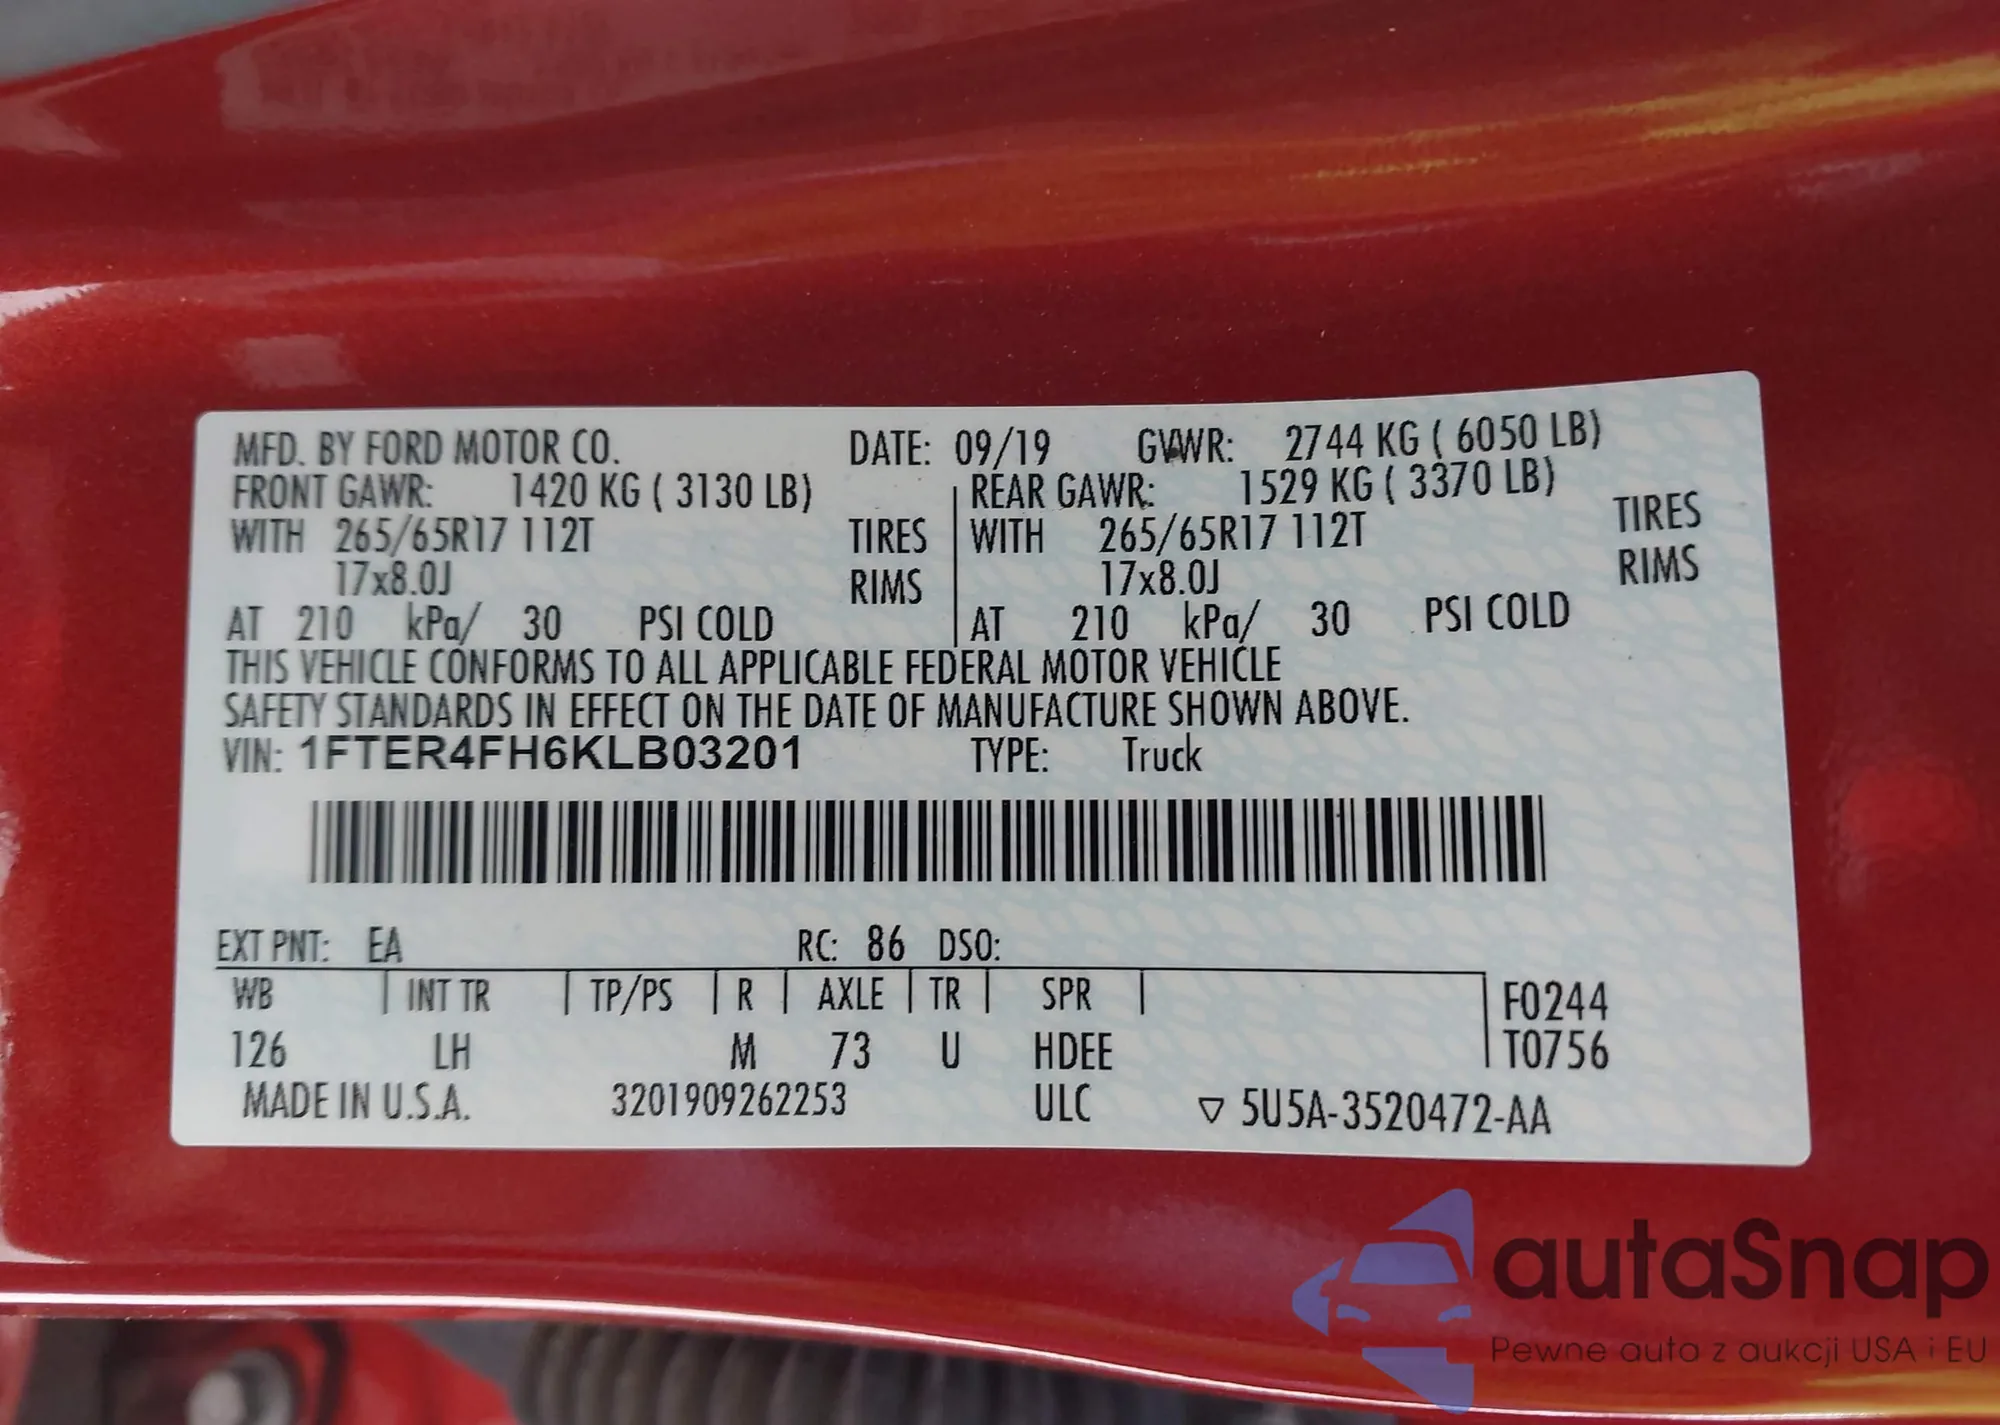 MFD. BY FORD MOTOR CO. DATE: 09/19 GVWR: 2744 KG ( 6050 LB)
FRONT GAWR: 1420 KG ( 3130 LB) REAR GAWR: 1529 KG ( 3370 LB)
WITH 265/65R17 112T TIRES WITH 265/65R17 112T TIRES
17x8.0J RIMS 17x8.0J RIMS
AT 210 kPa/ 30 PSI COLD AT 210 kPa/ 30 PSI COLD
THIS VEHICLE CONFORMS TO ALL APPLICABLE FEDERAL MOTOR VEHICLE
SAFETY STANDARDS IN EFFECT ON THE DATE OF MANUFACTURE SHOWN ABOVE.
VIN: 1FTER4FH6KLB03201 TYPE: Truck
EXT PNT: EA RC: 86 DSO:
WB INT TR TP/PS R AXLE TR SPR F0244
126 LH M 73 U HDEE T0756
MADE IN U.S.A. 3201909262253 ULC ▽ 5U5A-3520472-AA
autaSnap
Pewne auta z aukcji USA i EU